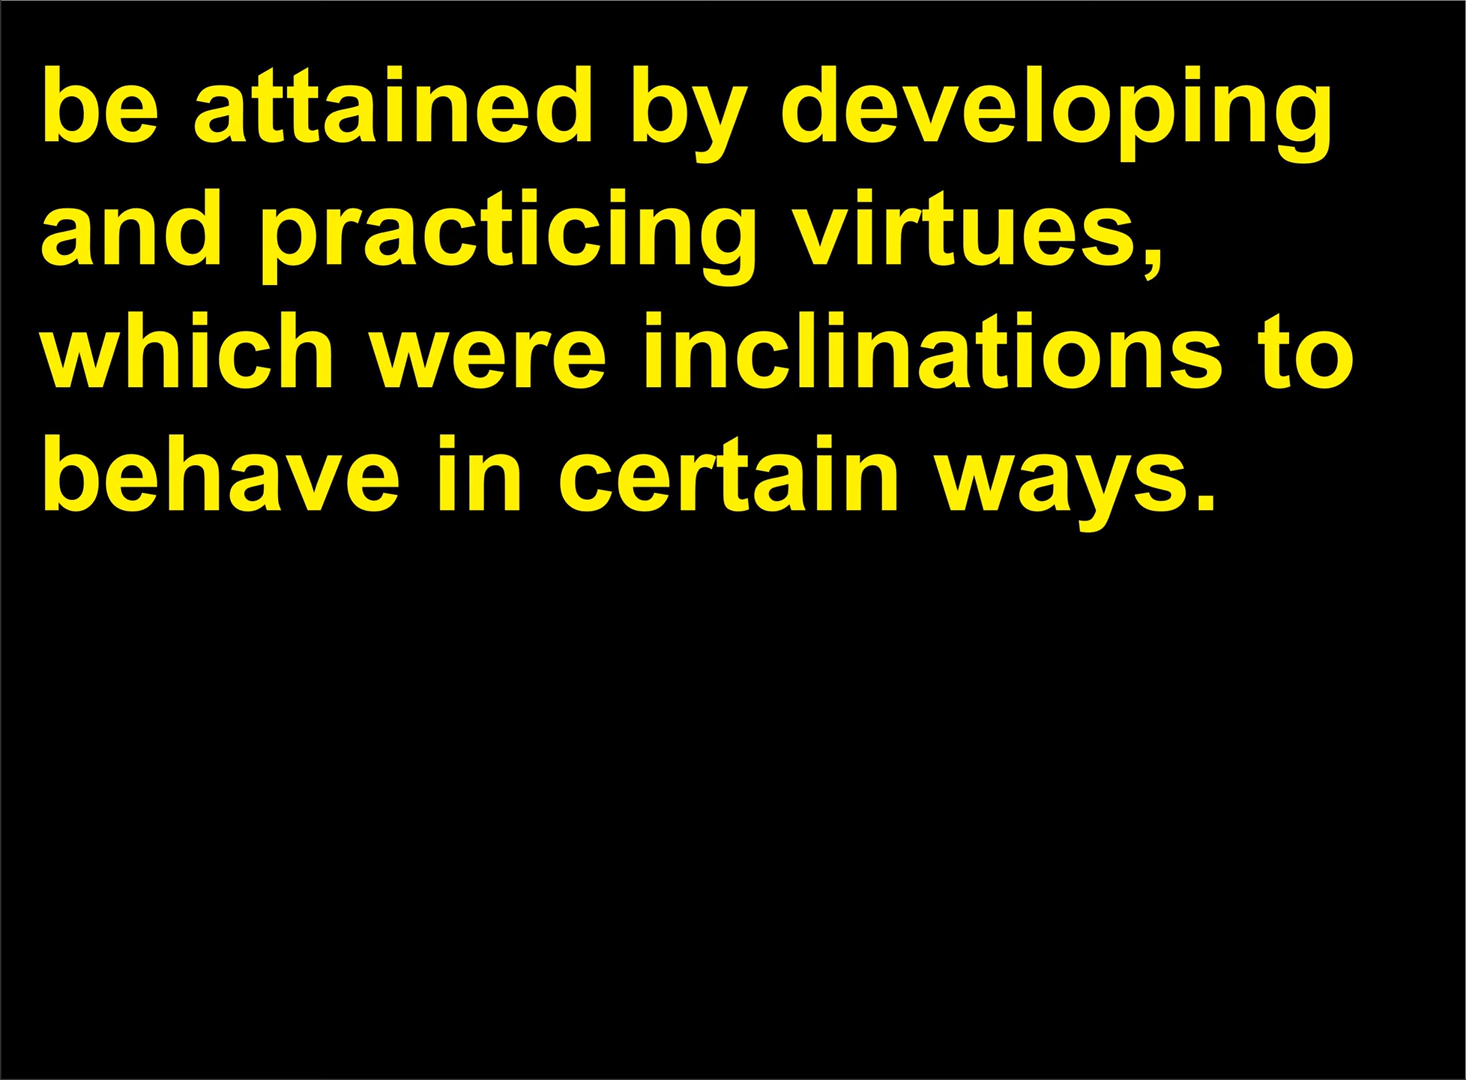 be attained by developing
and practicing virtues,
which were inclinations to
behave in certain ways.